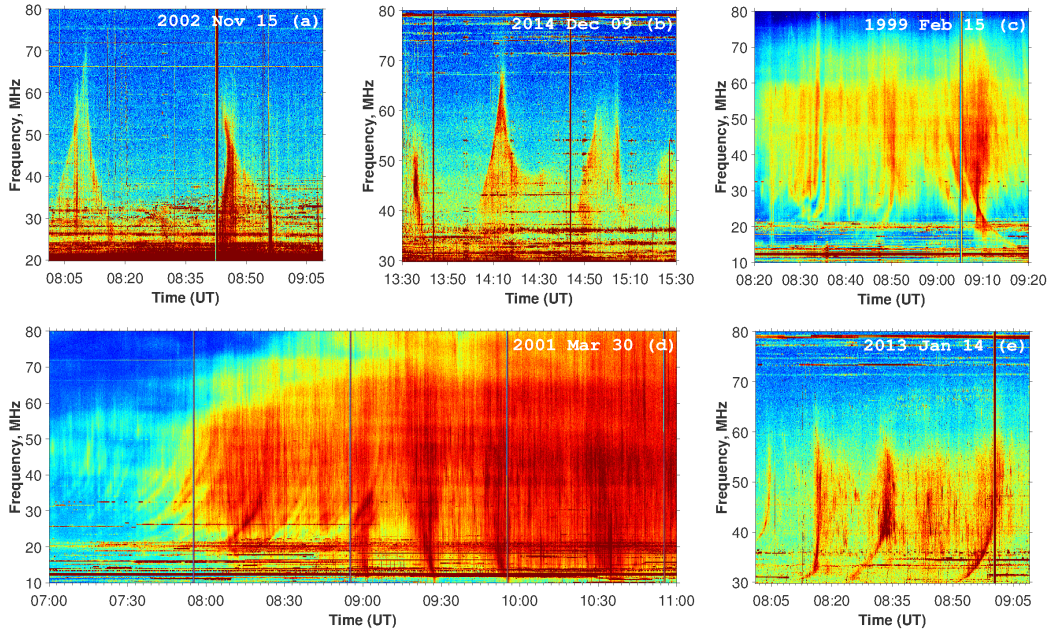 2002 Nov 15 (a)
80
70
60
50
40
30
20
Frequency, MHz
08:05 08:20 08:35 08:50 09:05
Time (UT)
2014 Dec 09 (b)
80
70
60
50
40
30
Frequency, MHz
13:30 13:50 14:10 14:30 14:50 15:10 15:30
Time (UT)
1999 Feb 15 (c)
80
70
60
50
40
30
20
10
Frequency, MHz
08:20 08:30 08:40 08:50 09:00 09:10 09:20
Time (UT)
2001 Mar 30 (d)
80
70
60
50
40
30
20
10
Frequency, MHz
07:00 07:30 08:00 08:30 09:00 09:30 10:00 10:30 11:00
Time (UT)
2013 Jan 14 (e)
80
70
60
50
40
30
Frequency, MHz
08:05 08:20 08:35 08:50 09:05
Time (UT)